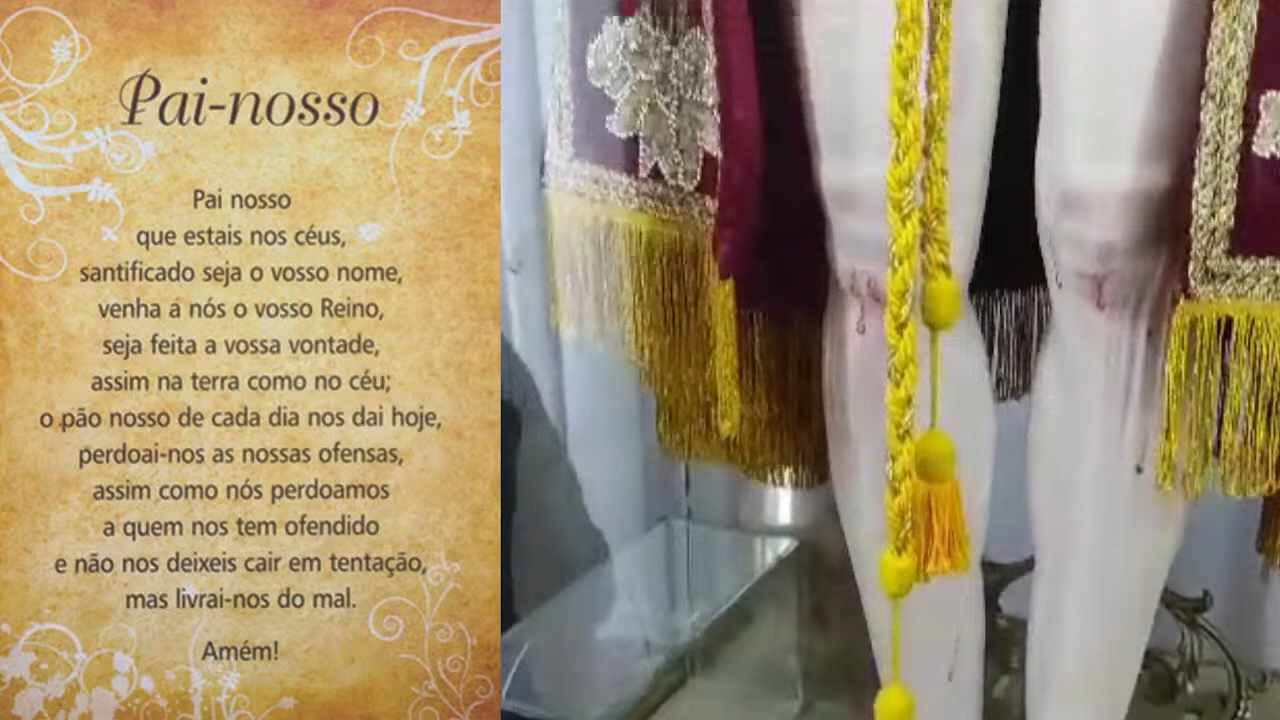 Pai-nosso
Pai nosso
que estais nos céus,
santificado seja o vosso nome,
venha a nós o vosso Reino,
seja feita a vossa vontade,
assim na terra como no céu;
o pão nosso de cada dia nos dai hoje,
perdoai-nos as nossas ofensas,
assim como nós perdoamos
a quem nos tem ofendido
e não nos deixeis cair em tentação,
mas livrai-nos do mal.
Amém!